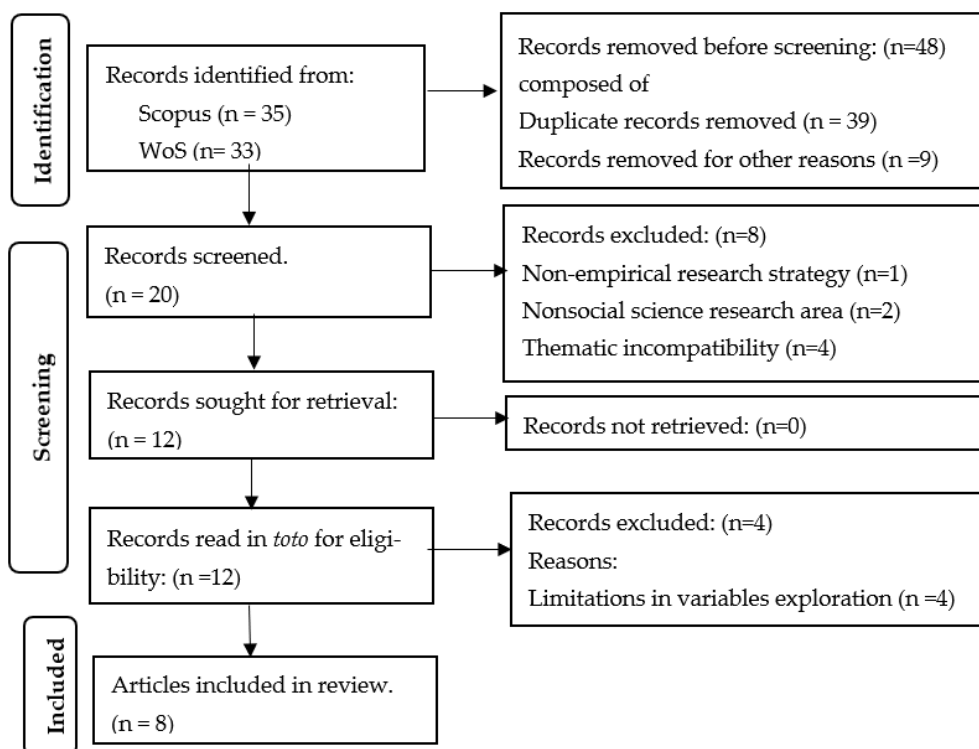 Identification
Records identified from:
Scopus (n = 35)
WoS (n= 33)
Records removed before screening: (n=48)
composed of
Duplicate records removed (n = 39)
Records removed for other reasons (n =9)
Screening
Records screened.
(n = 20)
Records excluded: (n=8)
Non-empirical research strategy (n=1)
Nonsocial science research area (n=2)
Thematic incompatibility (n=4)
Records sought for retrieval:
(n = 12)
Records not retrieved: (n=0)
Records read in toto for eligi-
bility: (n =12)
Records excluded: (n=4)
Reasons:
Limitations in variables exploration (n =4)
Included
Articles included in review.
(n = 8)